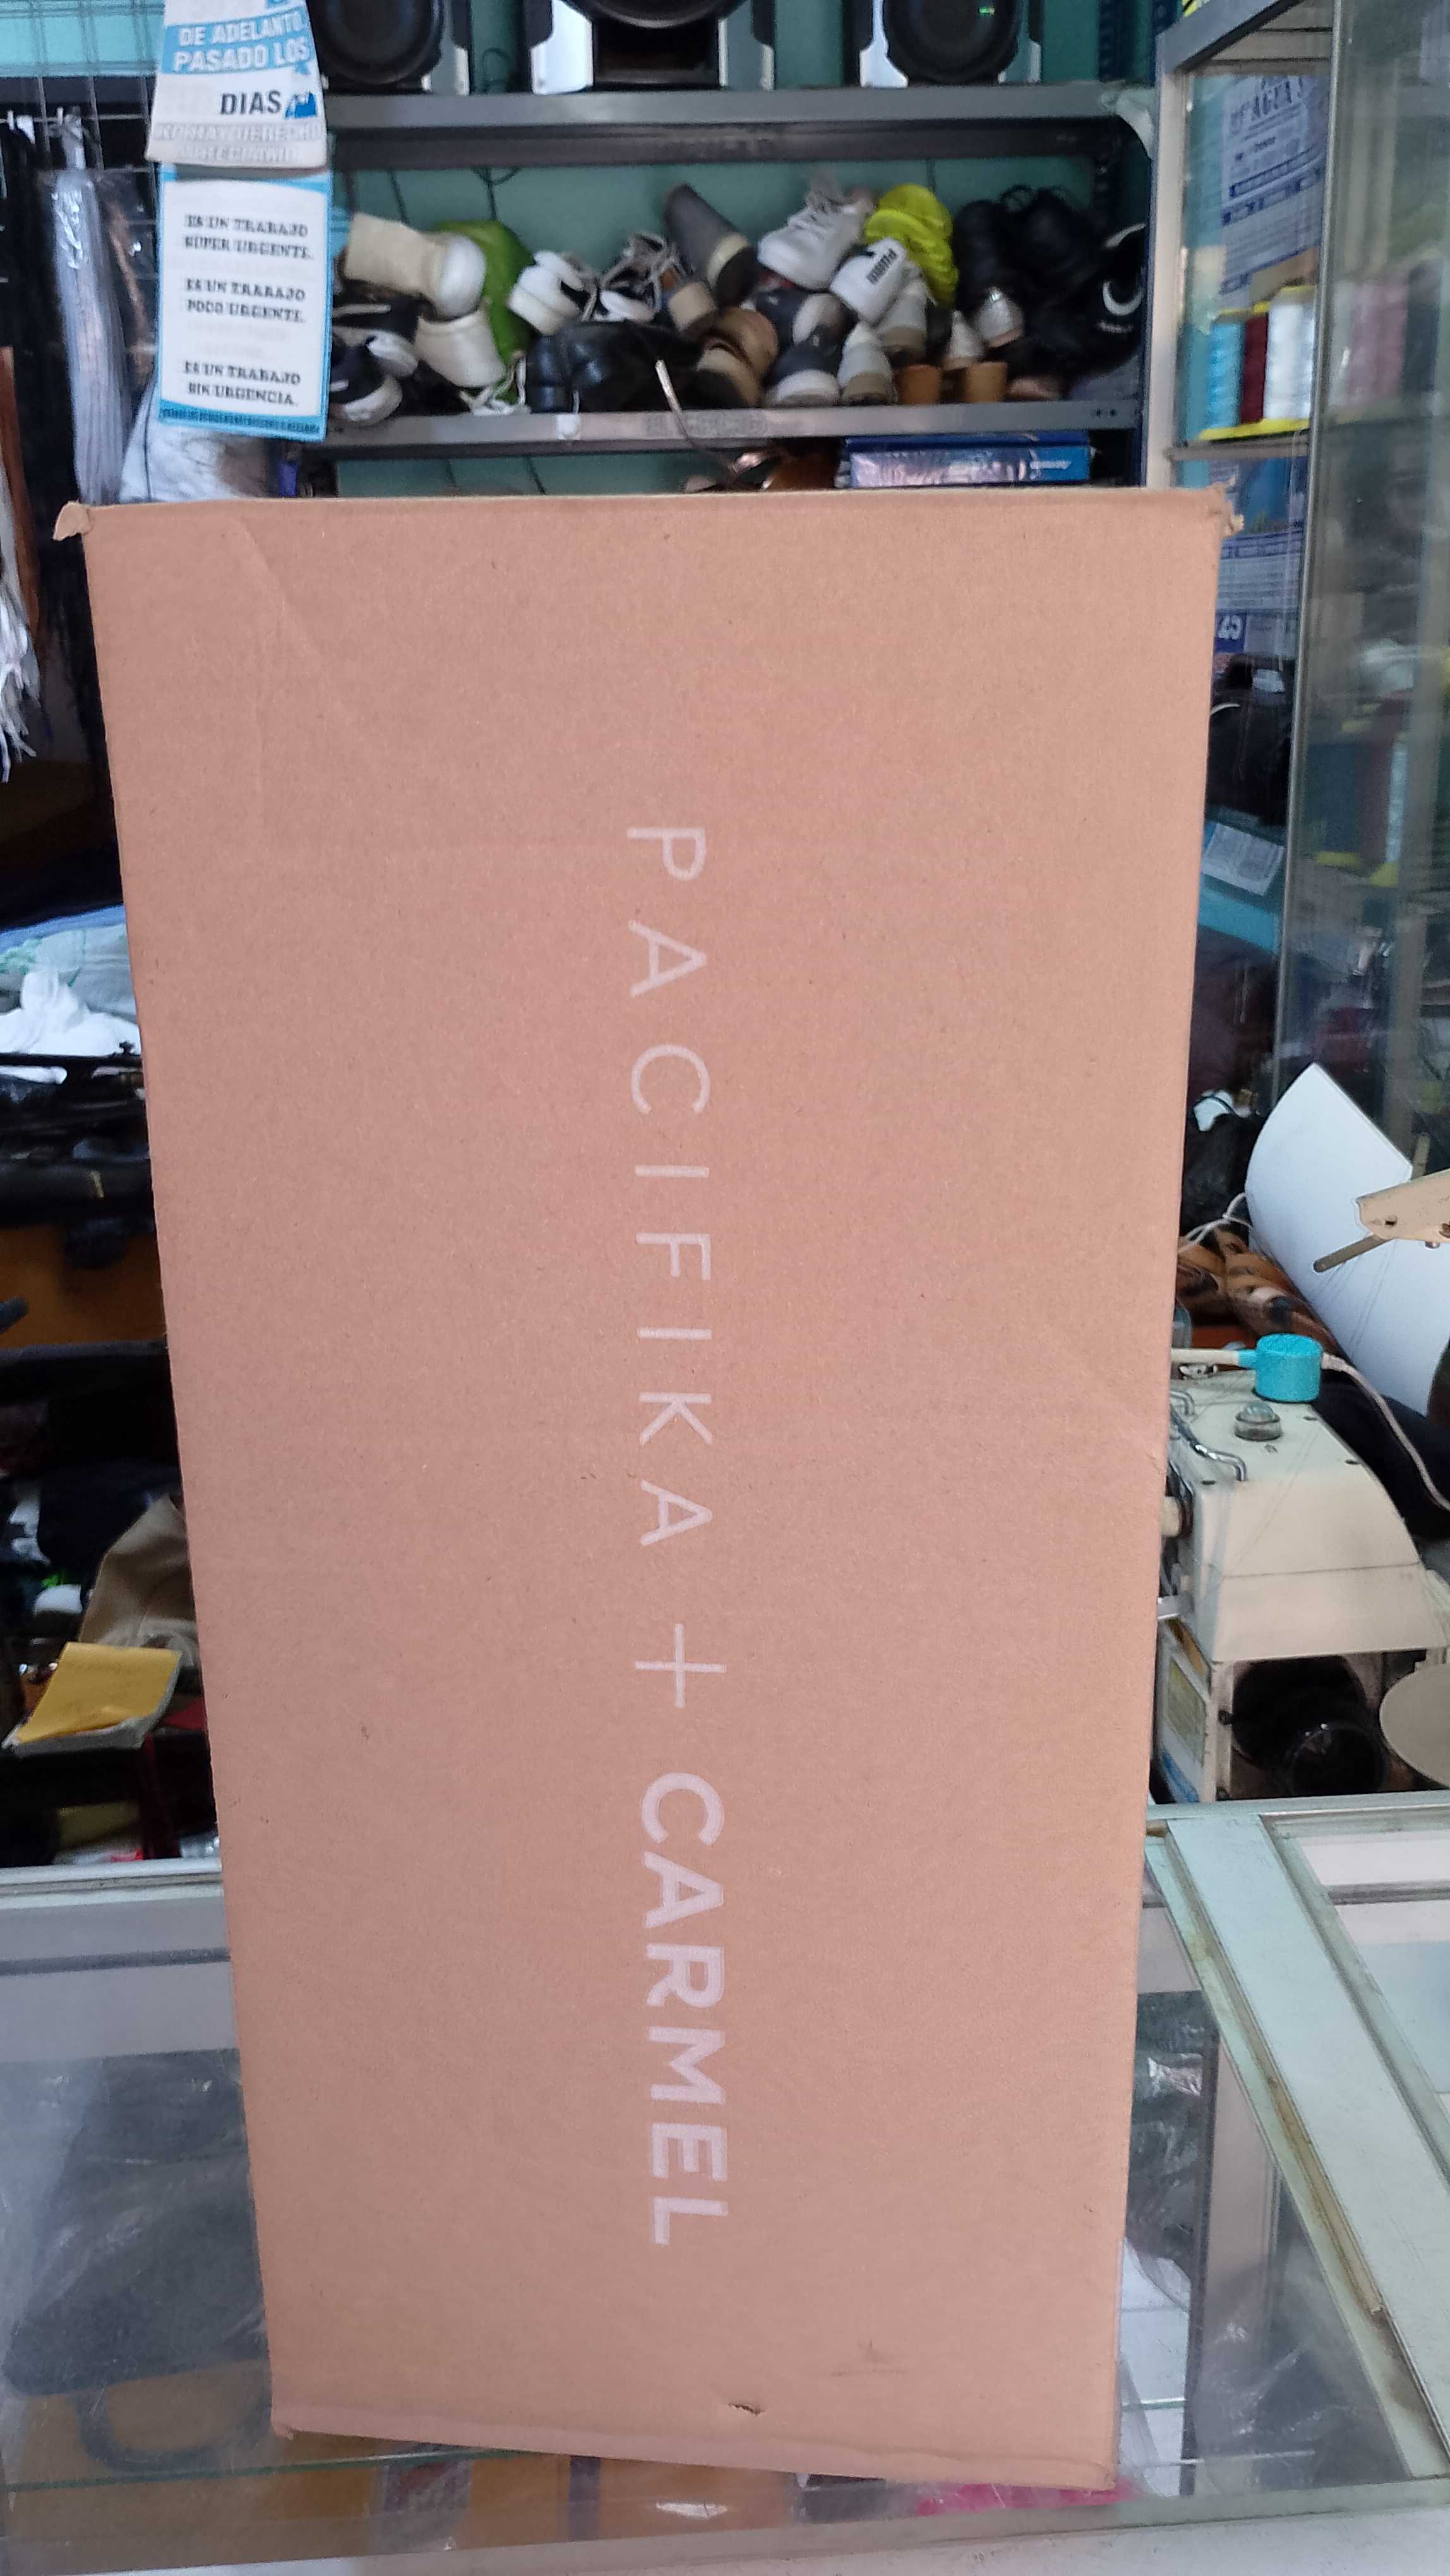 DE ADELANTO.
PASADO LOS
DIAS
ES UN TRABAJO
SUPER URGENTE.
ES UN TRABAJO
POCO URGENTE.
ES UN TRABAJO
SIN URGENCIA.
PUMA
PACIFIKA + CARMEL